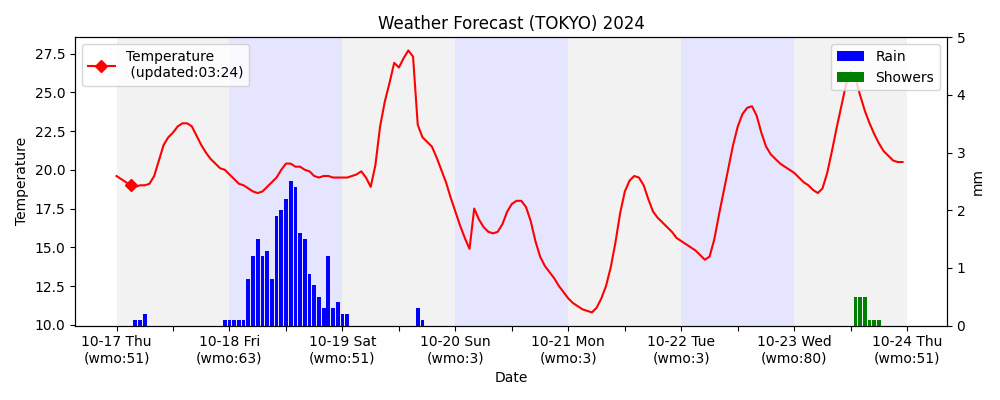 Weather Forecast (TOKYO) 2024
Temperature
(updated:03:24)
Rain
Showers
27.5
25.0
22.5
20.0
17.5
15.0
12.5
10.0
Temperature
5
4
3
2
1
0
mm
10-17 Thu
(wmo:51)
10-18 Fri
(wmo:63)
10-19 Sat
(wmo:51)
10-20 Sun
(wmo:3)
10-21 Mon
(wmo:3)
10-22 Tue
(wmo:3)
10-23 Wed
(wmo:80)
10-24 Thu
(wmo:51)
Date